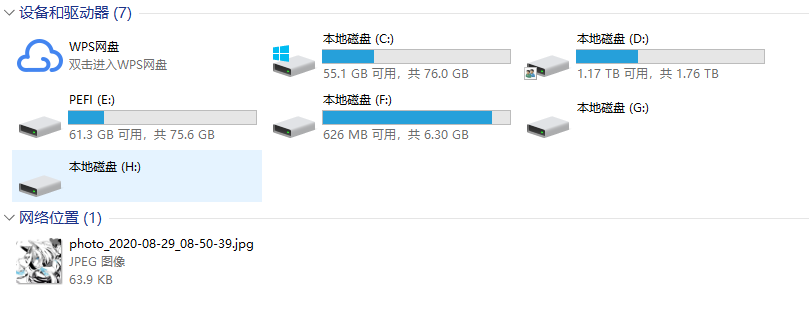 设备和驱动器 (7)
WPS网盘
双击进入WPS网盘
本地磁盘 (C:)
55.1 GB 可用，共 76.0 GB
本地磁盘 (D:)
1.17 TB 可用，共 1.76 TB
PEFI (E:)
61.3 GB 可用，共 75.6 GB
本地磁盘 (F:)
626 MB 可用，共 6.30 GB
本地磁盘 (G:)
本地磁盘 (H:)
网络位置 (1)
photo_2020-08-29_08-50-39.jpg
JPEG 图像
63.9 KB